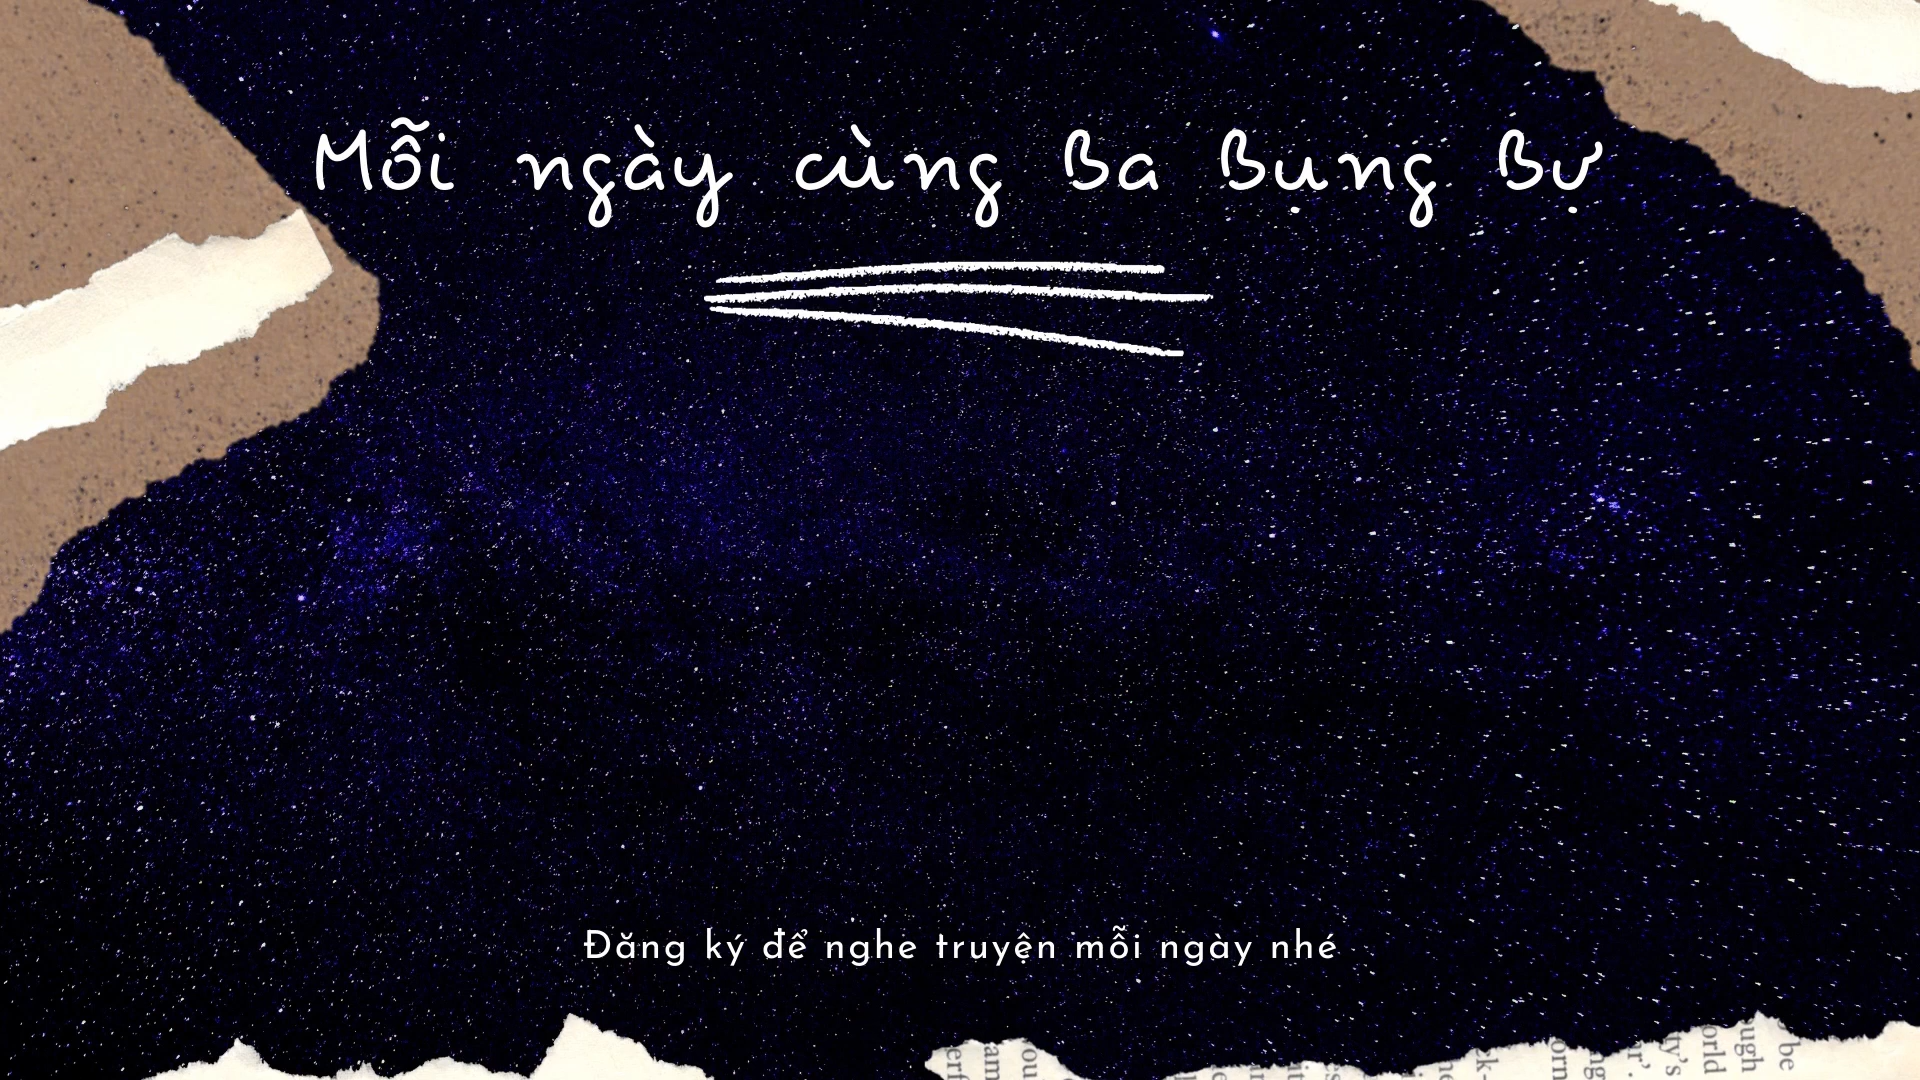 Mỗi ngày cùng Ba Bụng Bự
Đăng ký để nghe truyện mỗi ngày nhé